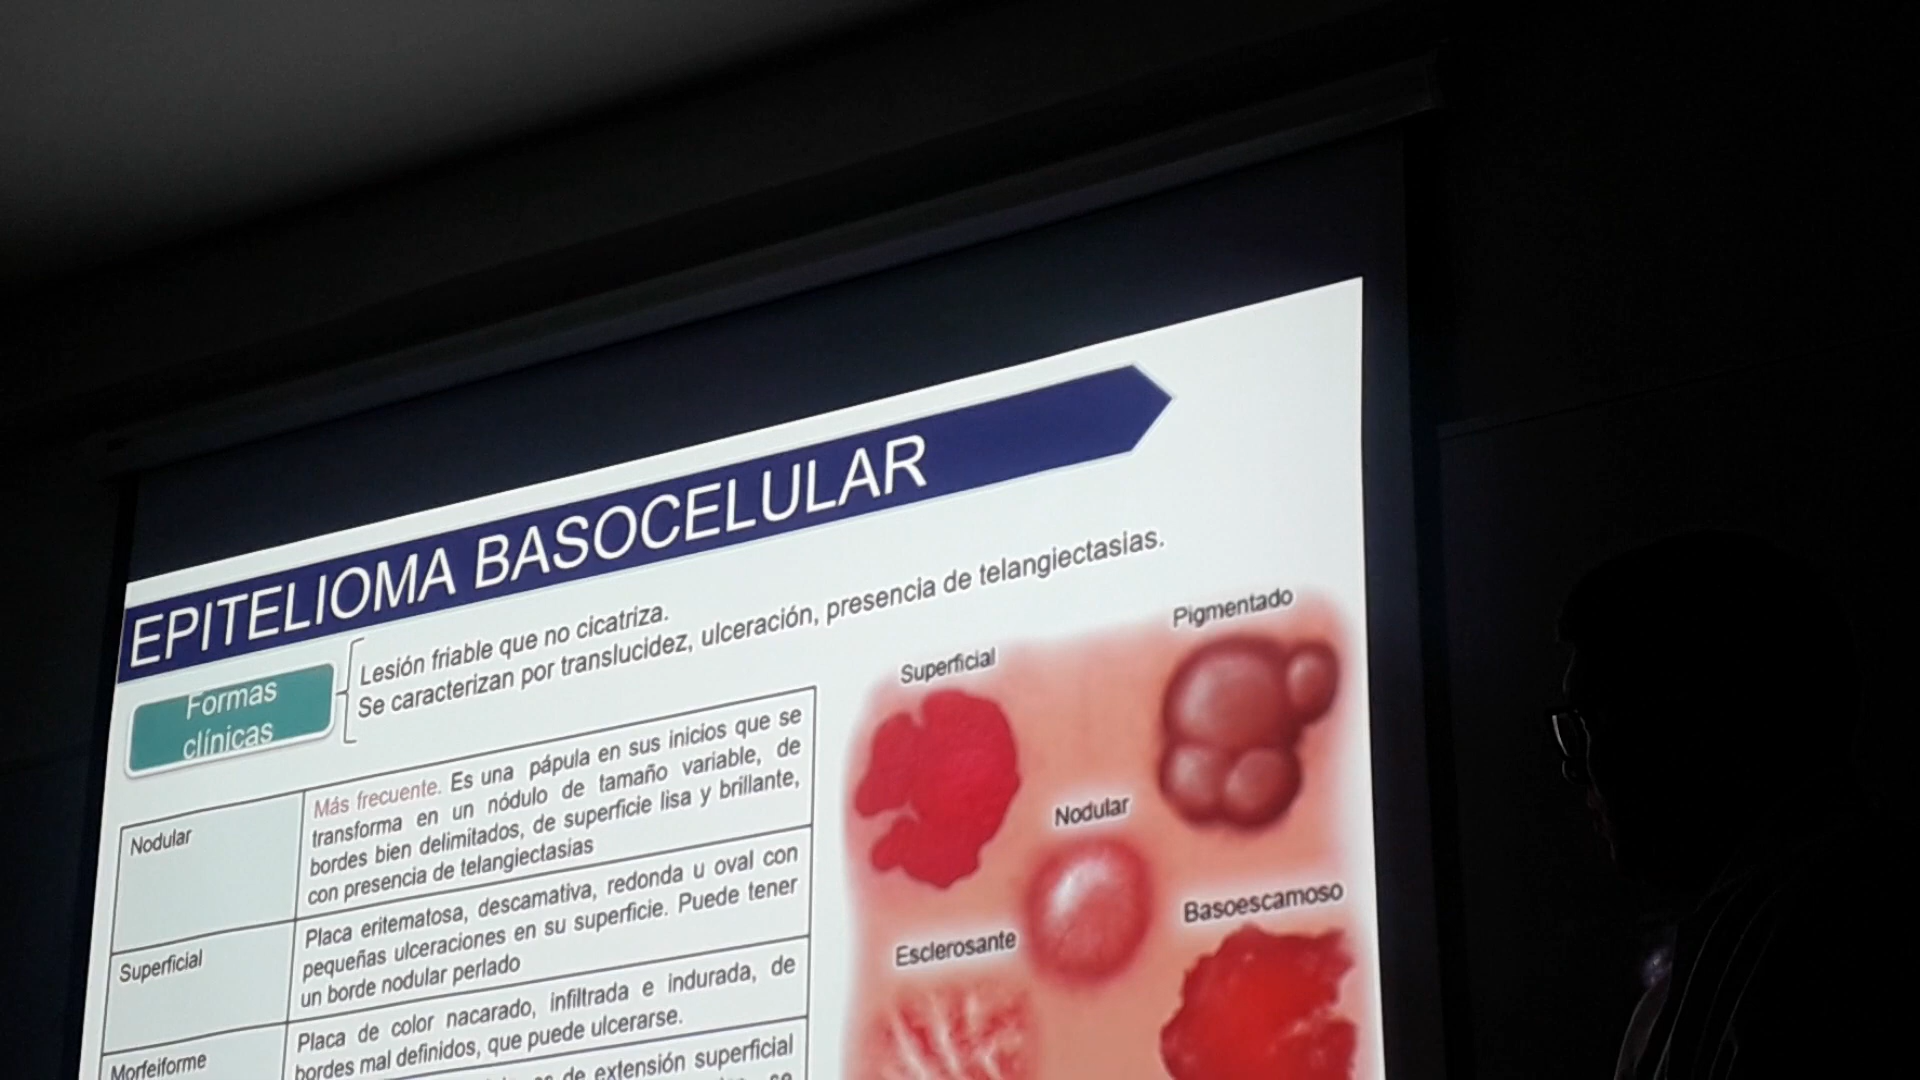 EPITELIOMA BASOCELULAR
Formas
clínicas
Lesión friable que no cicatriza.
Se caracterizan por translucidez, ulceración, presencia de telangiectasias.
Nodular
Más frecuente. Es una pápula en sus inicios que se
transforma en un nódulo de tamaño variable, de
bordes bien delimitados, de superficie lisa y brillante,
con presencia de telangiectasias
Superficial
Placa eritematosa, descamativa, redonda u oval con
pequeñas ulceraciones en su superficie. Puede tener
un borde nodular perlado
Morfeiforme
Placa de color nacarado, infiltrada e indurada, de
bordes mal definidos, que puede ulcerarse.
de extensión superficial
Superficial
Pigmentado
Nodular
Esclerosante
Basoescamoso